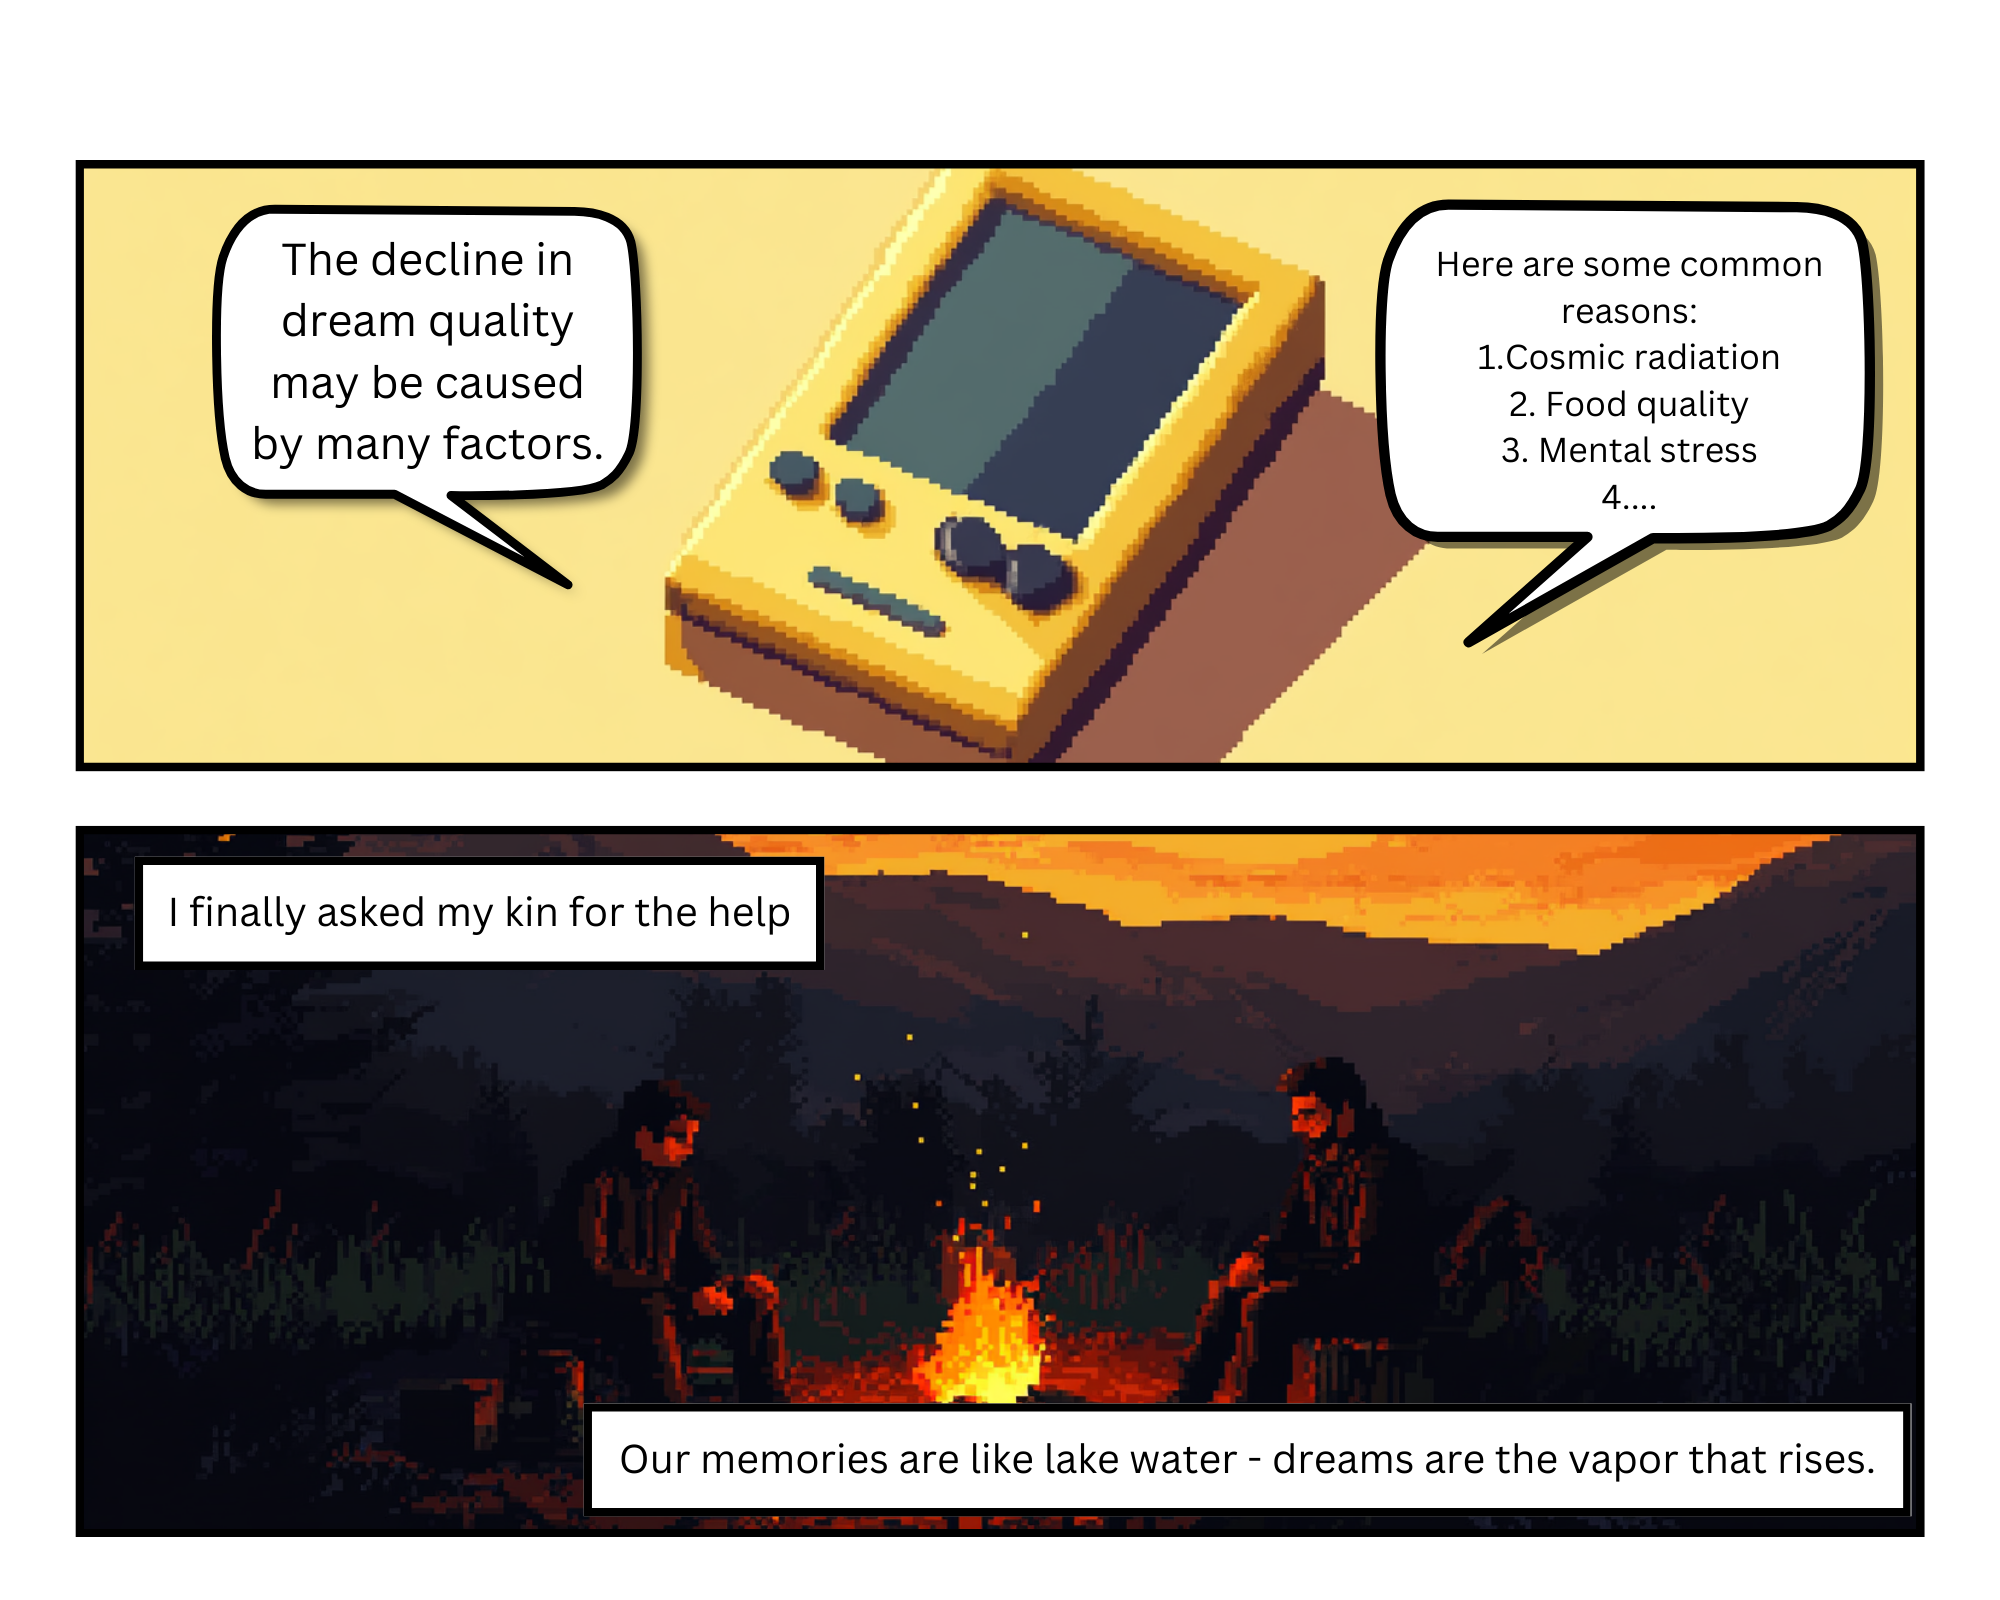 The decline in
dream quality
may be caused
by many factors.
Here are some common
reasons:
1.Cosmic radiation
2. Food quality
3. Mental stress
4....
I finally asked my kin for the help
Our memories are like lake water - dreams are the vapor that rises.